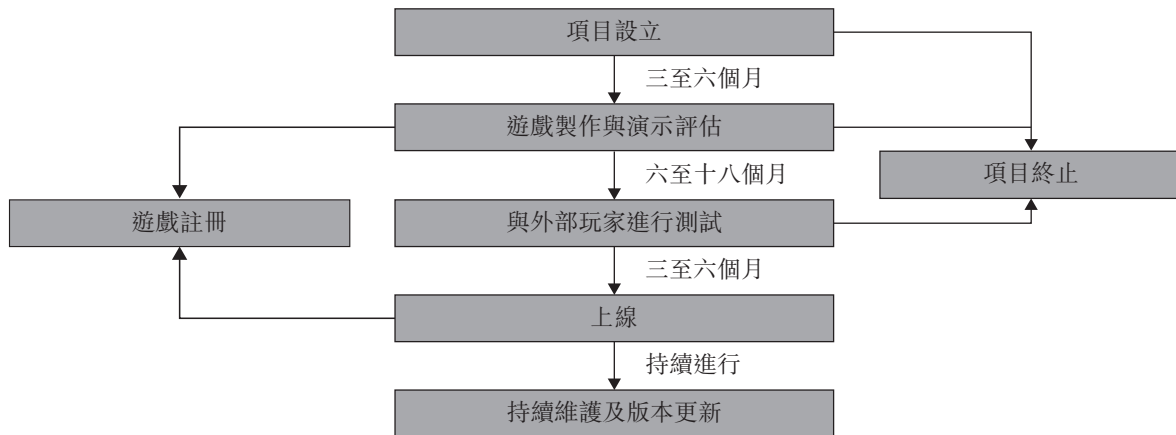 項目設立
三至六個月
遊戲製作與演示評估
六至十八個月
項目終止
遊戲註冊
與外部玩家進行測試
三至六個月
上線
持續進行
持續維護及版本更新